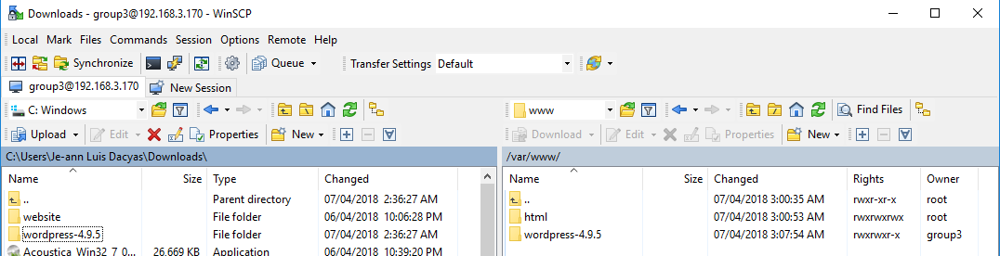 Downloads - group3@192.168.3.170 - WinSCP
Local Mark Files Commands Session Options Remote Help
Synchronize Queue Transfer Settings Default
group3@192.168.3.170 New Session
C: Windows www Find Files
Upload Edit Properties New Download Edit Properties New
C:\Users\Je-ann Luis Dacyas\Downloads\ /var/www/
Name Size Type Changed Name Size Changed Rights Owner
.. Parent directory 07/04/2018 2:36:27 AM .. 07/04/2018 3:00:35 AM rwxr-xr-x root
website File folder 06/04/2018 10:06:28 PM html 07/04/2018 3:00:53 AM rwxrwxrwx root
wordpress-4.9.5 File folder 07/04/2018 2:36:27 AM wordpress-4.9.5 07/04/2018 3:07:54 AM rwxrwxr-x group3
Acoustica_Win32_7_0... 26.669 KB Application 06/04/2018 10:39:20 PM